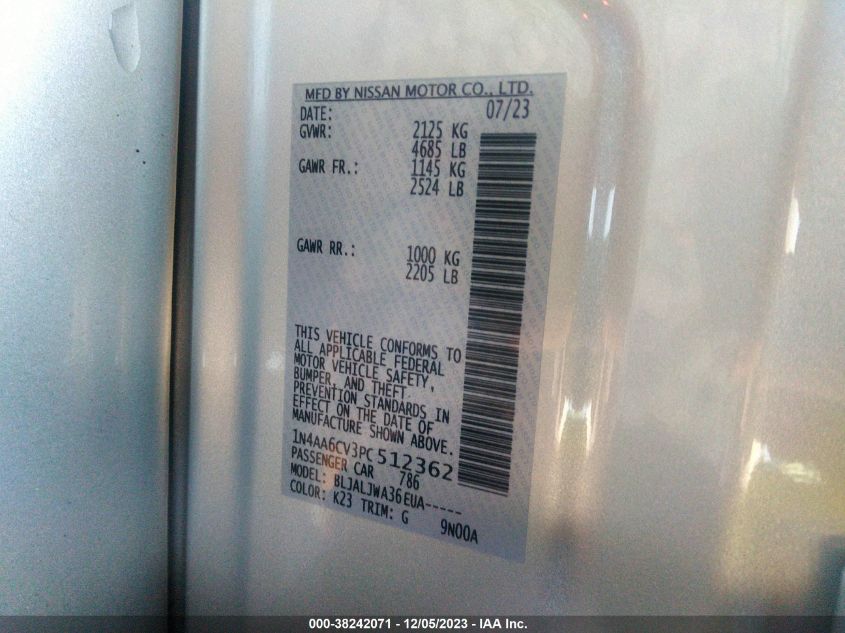 MFD BY NISSAN MOTOR CO., LTD.
DATE: 07/23
GVWR: 2125 KG
4685 LB
GAWR FR.: 1145 KG
2524 LB
GAWR RR.: 1000 KG
2205 LB
THIS VEHICLE CONFORMS TO
ALL APPLICABLE FEDERAL
MOTOR VEHICLE SAFETY,
BUMPER, AND THEFT
PREVENTION STANDARDS IN
EFFECT ON THE DATE OF
MANUFACTURE SHOWN ABOVE.
1N4AA6CV3PC512362
PASSENGER CAR 786
MODEL: BLJALJWA36EUA-----
COLOR: K23 TRIM: G 9N00A
000-38242071 - 12/05/2023 - IAA Inc.